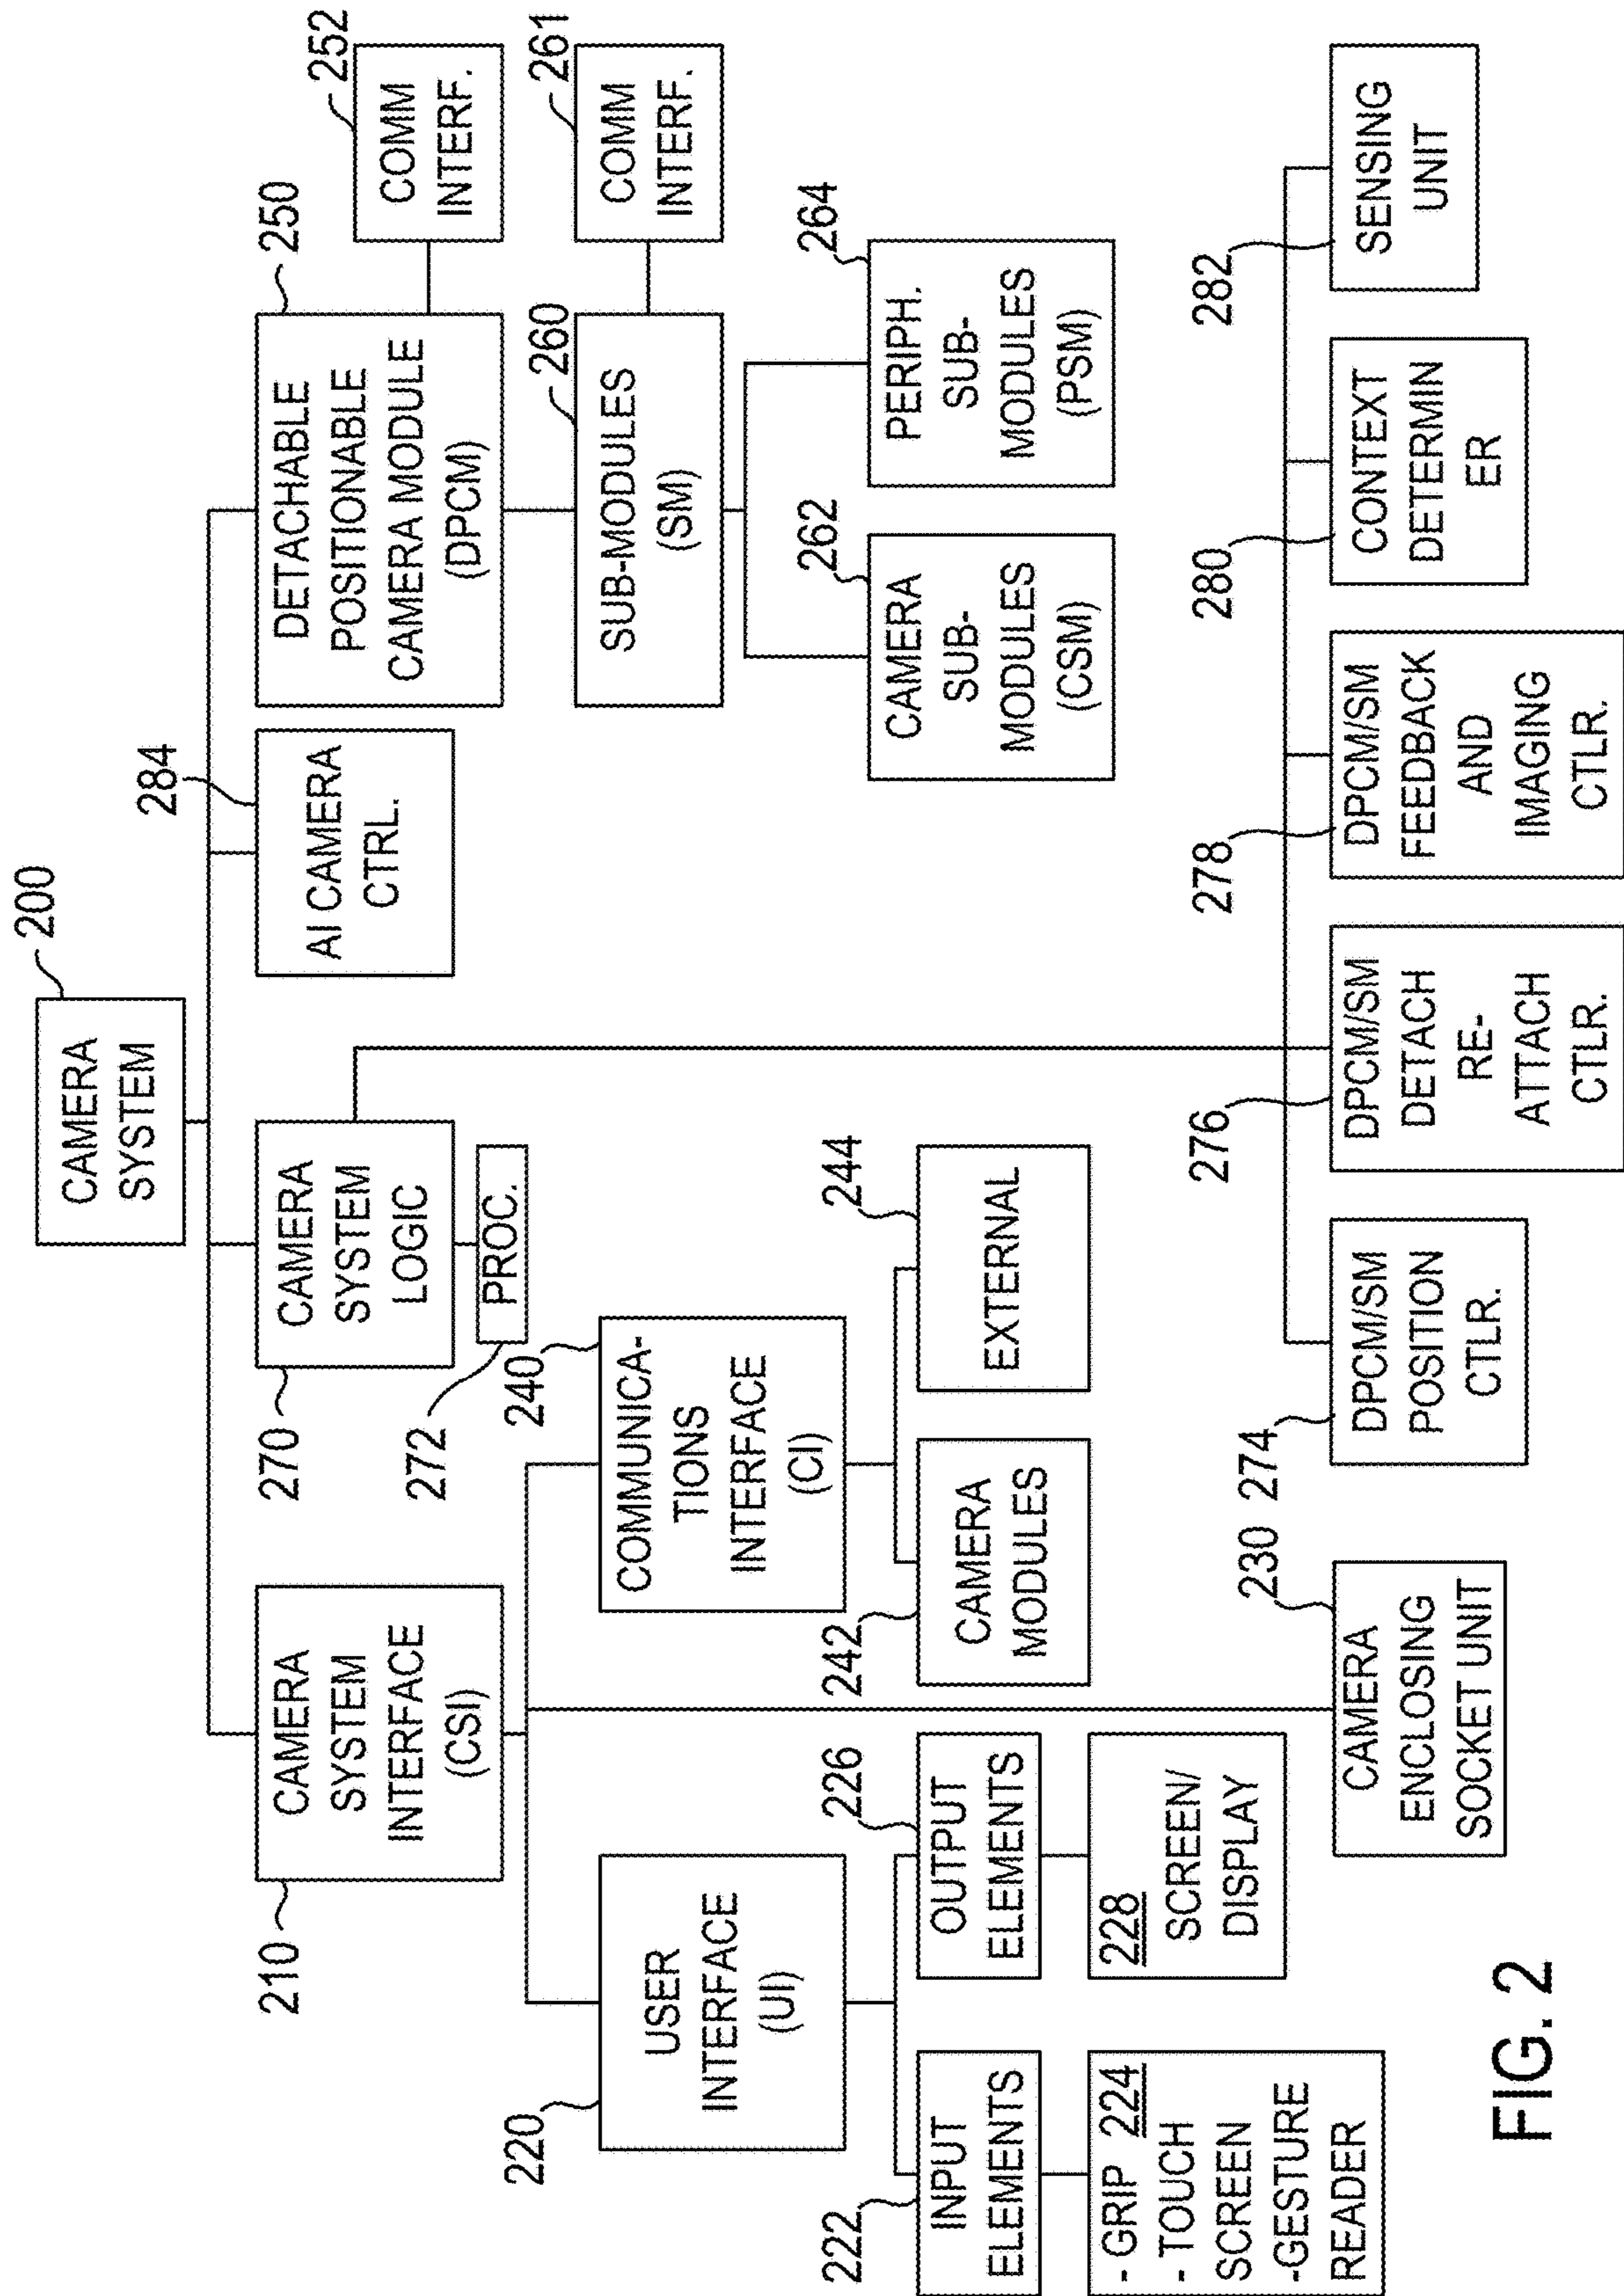 200
CAMERA
SYSTEM
210
CAMERA
SYSTEM
INTERFACE
(CSI)
270
CAMERA
SYSTEM
LOGIC
272
PROC.
284
AI CAMERA
CTRL.
250
DETACHABLE
POSITIONABLE
CAMERA MODULE
(DPCM)
252
COMM
INTERF.
220
USER
INTERFACE
(UI)
240
COMMUNICA-
TIONS
INTERFACE
(CI)
260
SUB-MODULES
(SM)
261
COMM
INTERF.
222
INPUT
ELEMENTS
226
OUTPUT
ELEMENTS
242
CAMERA
MODULES
244
EXTERNAL
262
CAMERA
SUB-
MODULES
(CSM)
264
PERIPH.
SUB-
MODULES
(PSM)
- GRIP 224
- TOUCH
SCREEN
-GESTURE
READER
228
SCREEN/
DISPLAY
230
CAMERA
ENCLOSING
SOCKET UNIT
274
DPCM/SM
POSITION
CTLR.
276
DPCM/SM
DETACH
RE-
ATTACH
CTLR.
278
DPCM/SM
FEEDBACK
AND
IMAGING
CTLR.
280
CONTEXT
DETERMIN
ER
282
SENSING
UNIT
FIG. 2